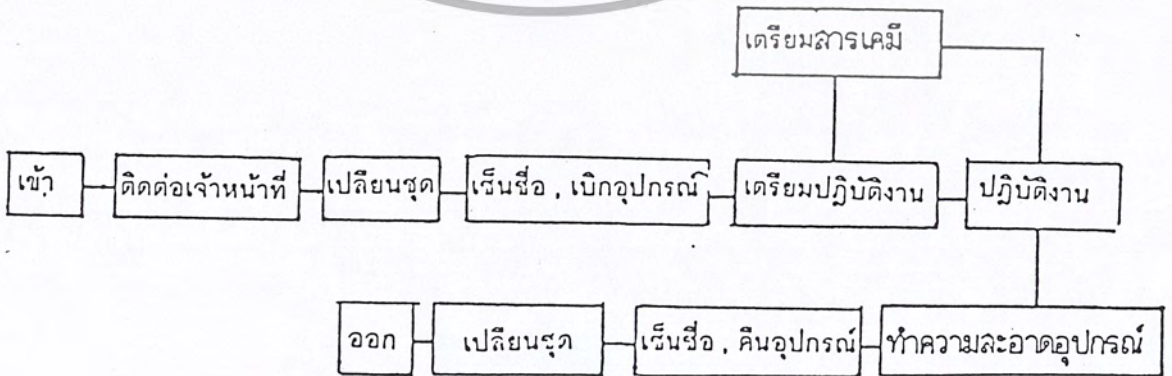 เตรียมสารเคมี
เข้า
ติดต่อเจ้าหน้าที่
เปลี่ยนชุด
เซ็นชื่อ , เบิกอุปกรณ์
เตรียมปฏิบัติงาน
ปฏิบัติงาน
ออก
เปลี่ยนชุด
เซ็นชื่อ , คืนอุปกรณ์
ทำความสะอาดอุปกรณ์